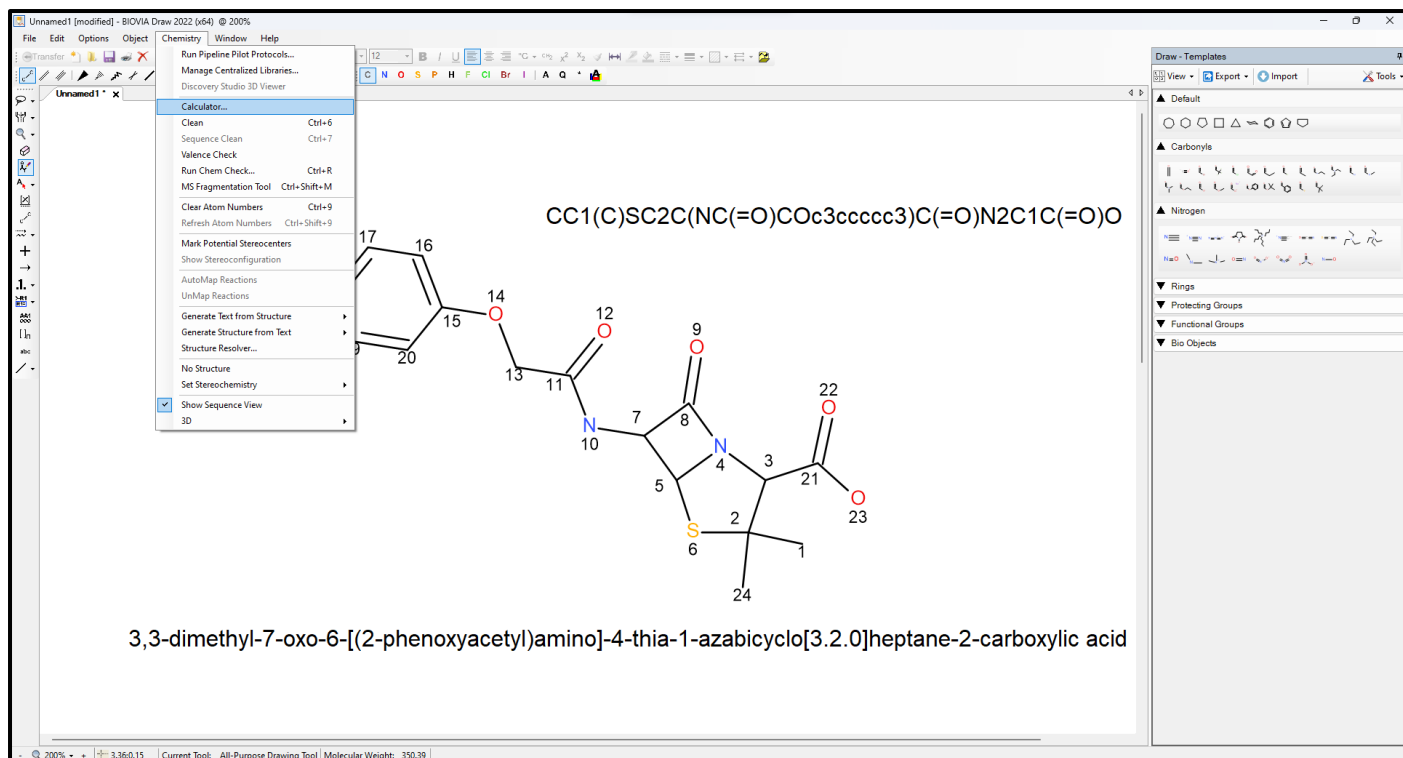 Unnamed1 [modified] - BIOVIA Draw 2022 (x64) @ 200%
File Edit Options Object Chemistry Window Help
Transfer 12 B I U
C N O S P H F Cl Br I A Q * A
Unnamed1 *
Run Pipeline Pilot Protocols...
Manage Centralized Libraries...
Discovery Studio 3D Viewer
Calculator...
Clean Ctrl+6
Sequence Clean Ctrl+7
Valence Check
Run Chem Check... Ctrl+R
MS Fragmentation Tool Ctrl+Shift+M
Clear Atom Numbers Ctrl+9
Refresh Atom Numbers Ctrl+Shift+9
Mark Potential Stereocenters
Show Stereoconfiguration
AutoMap Reactions
UnMap Reactions
Generate Text from Structure
Generate Structure from Text
Structure Resolver...
No Structure
Set Stereochemistry
Show Sequence View
3D
CC1(C)SC2C(NC(=O)COc3ccccc3)C(=O)N2C1C(=O)O
17 16
14
O
15
20
12
O
13
11
9
O
22
O
7
8
N
10
N
4
3
5
21
O
23
S
6
2
1
24
3,3-dimethyl-7-oxo-6-[(2-phenoxyacetyl)amino]-4-thia-1-azabicyclo[3.2.0]heptane-2-carboxylic acid
Draw - Templates
View Export Import Tools
Default
Carbonyls
Nitrogen
Rings
Protecting Groups
Functional Groups
Bio Objects
200% 3.36:0.15 Current Tool: All-Purpose Drawing Tool Molecular Weight: 350.39